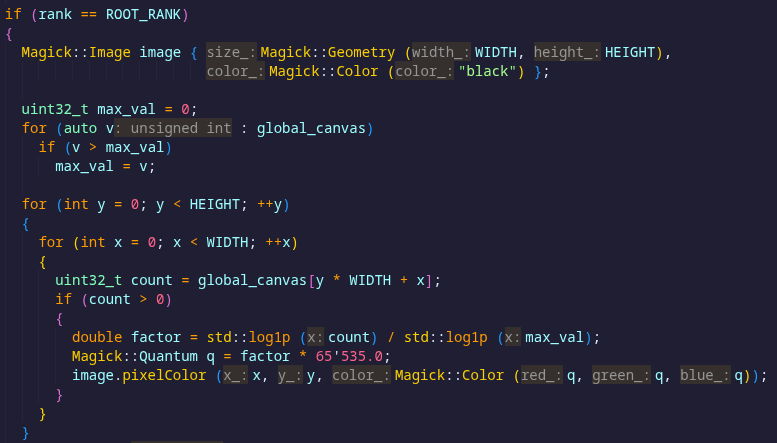 if (rank == ROOT_RANK)
{
Magick::Image image { size_: Magick::Geometry (width_: WIDTH, height_: HEIGHT),
color_: Magick::Color (color_: "black") };
uint32_t max_val = 0;
for (auto v: unsigned int : global_canvas)
if (v > max_val)
max_val = v;
for (int y = 0; y < HEIGHT; ++y)
{
for (int x = 0; x < WIDTH; ++x)
{
uint32_t count = global_canvas[y * WIDTH + x];
if (count > 0)
{
double factor = std::log1p (x: count) / std::log1p (x: max_val);
Magick::Quantum q = factor * 65'535.0;
image.pixelColor (x_: x, y_: y, color_: Magick::Color (red_: q, green_: q, blue_: q));
}
}
}